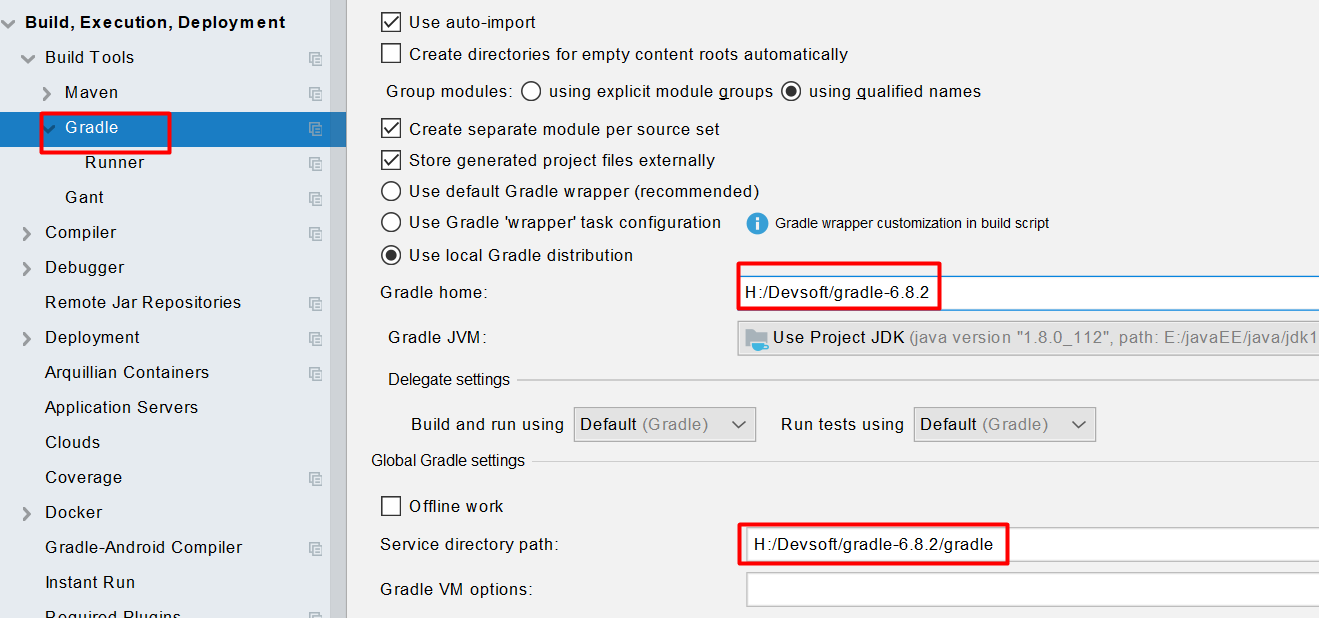 Build, Execution, Deployment
Build Tools
Maven
Gradle
Runner
Gant
Compiler
Debugger
Remote Jar Repositories
Deployment
Arquillian Containers
Application Servers
Clouds
Coverage
Docker
Gradle-Android Compiler
Instant Run
Required Plugins
Use auto-import
Create directories for empty content roots automatically
Group modules: using explicit module groups using qualified names
Create separate module per source set
Store generated project files externally
Use default Gradle wrapper (recommended)
Use Gradle 'wrapper' task configuration Gradle wrapper customization in build script
Use local Gradle distribution
Gradle home: H:/Devsoft/gradle-6.8.2
Gradle JVM: Use Project JDK (java version "1.8.0_112", path: E:/javaEE/java/jdk1
Delegate settings
Build and run using Default (Gradle) Run tests using Default (Gradle)
Global Gradle settings
Offline work
Service directory path: H:/Devsoft/gradle-6.8.2/gradle
Gradle VM options: